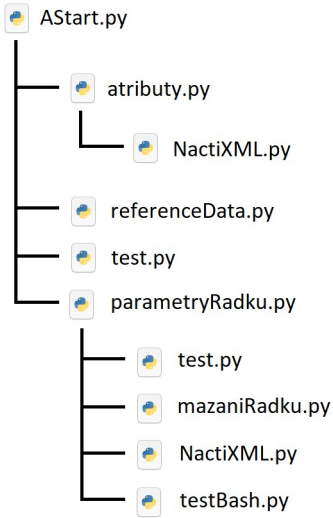 AStart.py
atributy.py
NactiXML.py
referenceData.py
test.py
parametryRadku.py
test.py
mazaniRadku.py
NactiXML.py
testBash.py